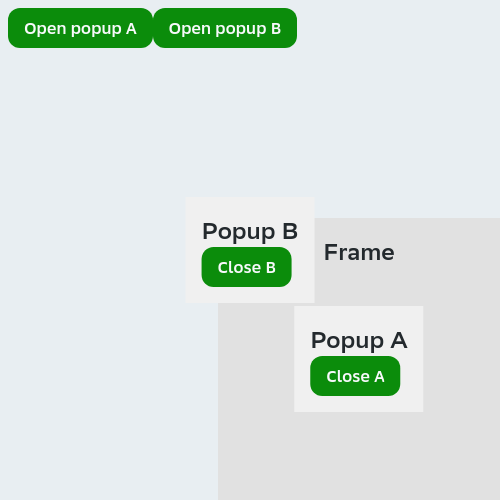 Open popup A
Open popup B
Popup B
Close B
Frame
Popup A
Close A